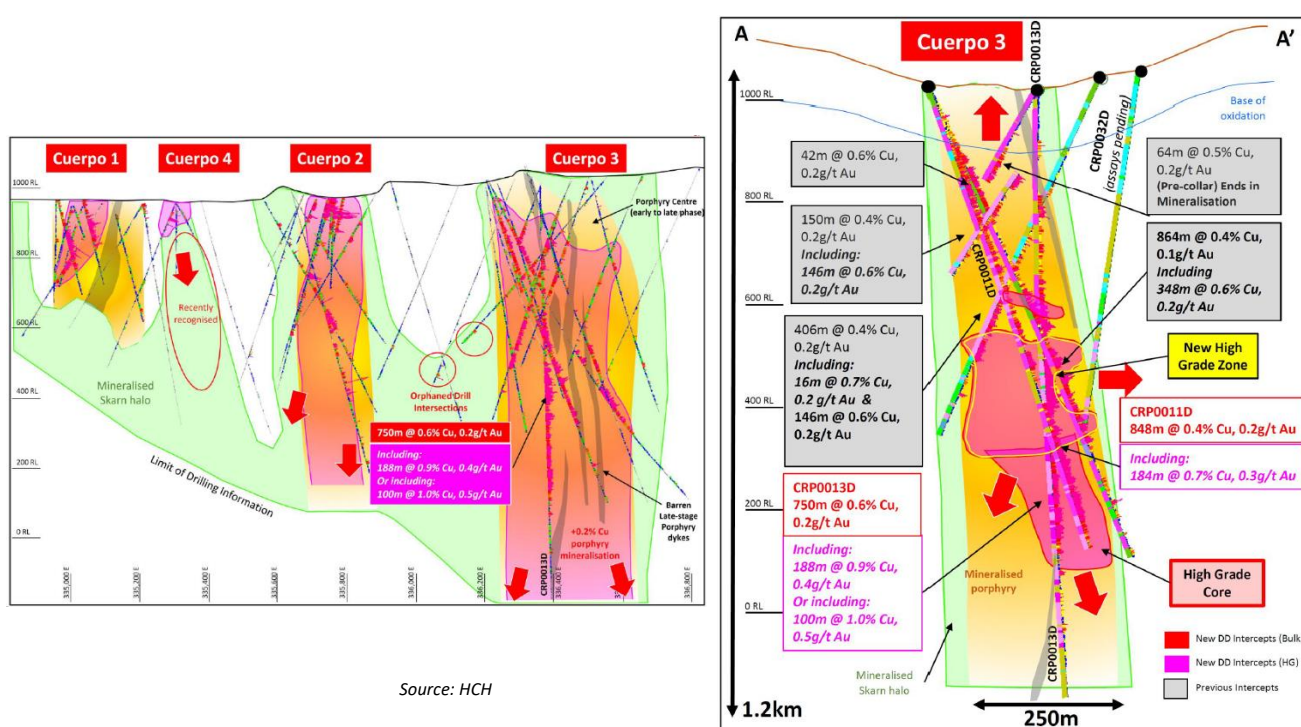 Cuerpo 1
Cuerpo 4
Cuerpo 2
Cuerpo 3
1000 RL
800 RL
600 RL
400 RL
200 RL
0 RL
Porphyry Centre
(early to late phase)
Recently
recognised
Mineralised
Skarn halo
Orphaned Drill
Intersections
750m @ 0.6% Cu, 0.2g/t Au
Including:
188m @ 0.9% Cu, 0.4g/t Au
Or including:
100m @ 1.0% Cu, 0.5g/t Au
Limit of Drilling Information
Barren
Late-stage
Porphyry
dykes
+0.2% Cu
porphyry
mineralisation
CRP0013D
335,000 E
335,200 E
335,400 E
335,600 E
335,800 E
336,000 E
336,400 E
336,800 E
Source: HCH
A
Cuerpo 3
A'
CRP0013D
1000 RL
800 RL
600 RL
400 RL
200 RL
0 RL
Base of
oxidation
CRP0032D
(assays pending)
42m @ 0.6% Cu,
0.2g/t Au
64m @ 0.5% Cu,
0.2g/t Au
(Pre-collar) Ends in
Mineralisation
150m @ 0.4% Cu,
0.2g/t Au
Including:
146m @ 0.6% Cu,
0.2g/t Au
864m @ 0.4% Cu,
0.1g/t Au
Including
348m @ 0.6% Cu,
0.2g/t Au
CRP0011D
406m @ 0.4% Cu,
0.2g/t Au
Including:
16m @ 0.7% Cu,
0.2 g/t Au &
146m @ 0.6% Cu,
0.2g/t Au
New High
Grade Zone
CRP0011D
848m @ 0.4% Cu, 0.2g/t Au
Including:
184m @ 0.7% Cu, 0.3g/t Au
CRP0013D
750m @ 0.6% Cu,
0.2g/t Au
Including:
188m @ 0.9% Cu,
0.4g/t Au
Or including:
100m @ 1.0% Cu,
0.5g/t Au
Mineralised
porphyry
High Grade
Core
CRP0013D
Mineralised
Skarn halo
New DD Intercepts (Bulk
New DD Intercepts (HG)
Previous Intercepts
1.2km
250m